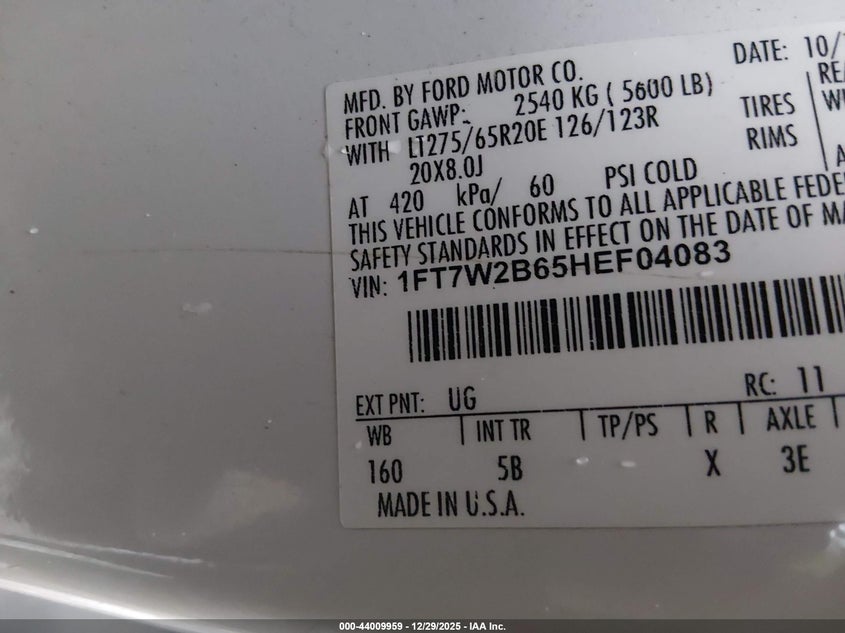 DATE: 10/
MFD. BY FORD MOTOR CO.
FRONT GAWP: 2540 KG ( 5600 LB)
WITH LT275/65R20E 126/123R TIRES
20X8.0J RIMS
AT 420 kPa/ 60 PSI COLD
THIS VEHICLE CONFORMS TO ALL APPLICABLE FEDE
SAFETY STANDARDS IN EFFECT ON THE DATE OF MA
VIN: 1FT7W2B65HEF04083
EXT PNT: UG RC: 11
WB INT TR TP/PS R AXLE
160 5B X 3E
MADE IN U.S.A.
000-44009959 - 12/29/2025 - IAA Inc.